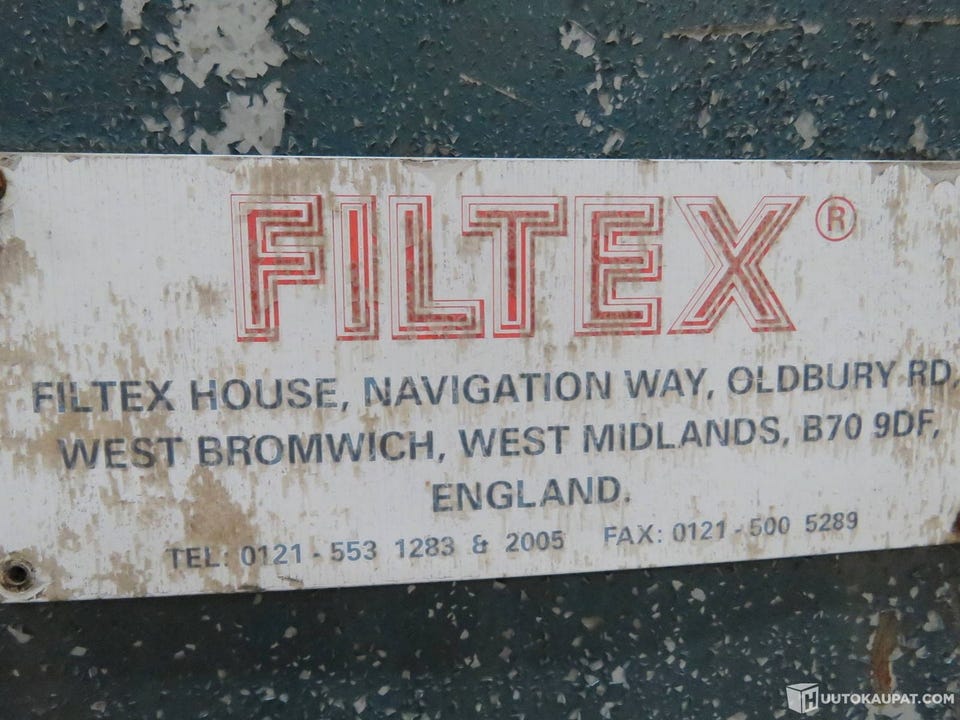 FILTEX®
FILTEX HOUSE, NAVIGATION WAY, OLDBURY RD,
WEST BROMWICH, WEST MIDLANDS, B70 9DF,
ENGLAND.
TEL: 0121 - 553 1283 & 2005 FAX: 0121 - 500 5289
HUUTOKAUPAT.COM